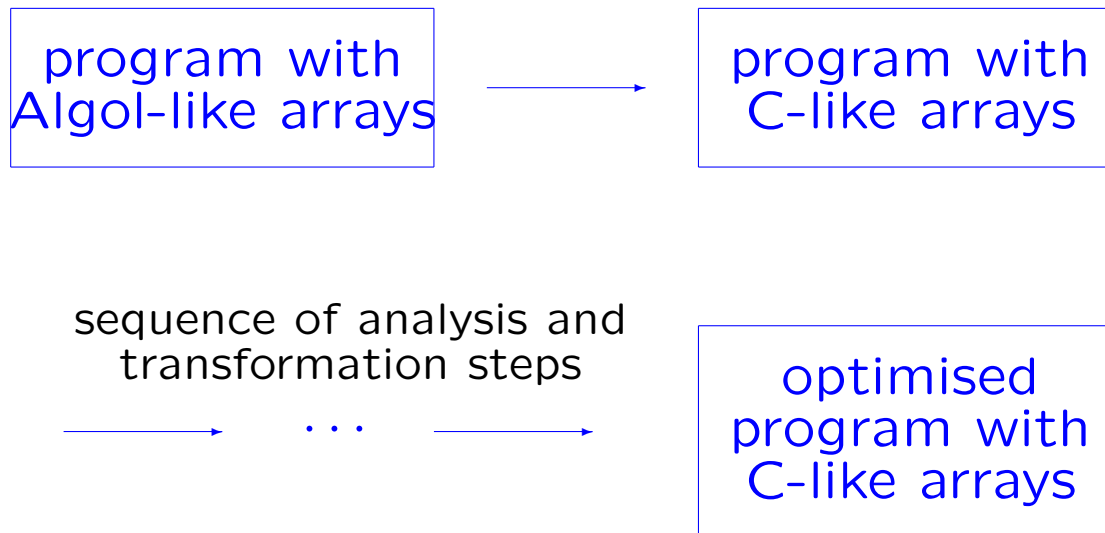 program with
Algol-like arrays
program with
C-like arrays
sequence of analysis and
transformation steps
...
optimised
program with
C-like arrays